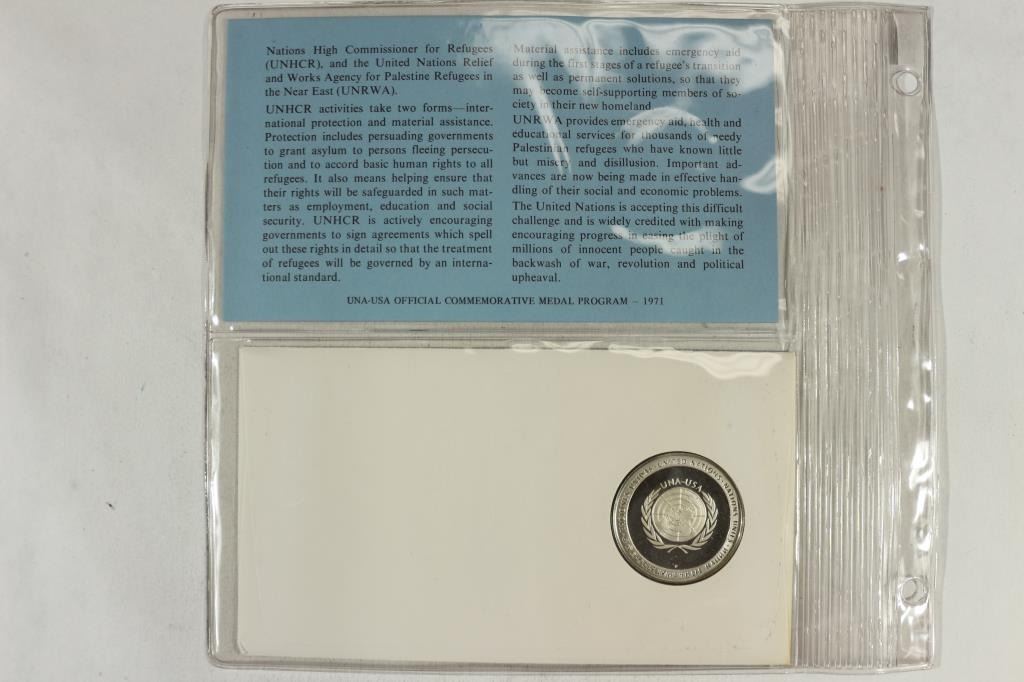 Nations High Commissioner for Refugees
(UNHCR), and the United Nations Relief
and Works Agency for Palestine Refugees in
the Near East (UNRWA).
UNHCR activities take two forms—inter-
national protection and material assistance.
Protection includes persuading governments
to grant asylum to persons fleeing persecu-
tion and to accord basic human rights to all
refugees. It also means helping ensure that
their rights will be safeguarded in such mat-
ters as employment, education and social
security. UNHCR is actively encouraging
governments to sign agreements which spell
out these rights in detail so that the treatment
of refugees will be governed by an interna-
tional standard.
Material assistance includes emergency aid
during the first stages of a refugee's transition
as well as permanent solutions, so that they
may become self-supporting members of so-
ciety in their new homeland.
UNRWA provides emergency aid, health and
educational services for thousands of needy
Palestinian refugees who have known little
but misery and disillusion. Important ad-
vances are now being made in effective han-
dling of their social and economic problems.
The United Nations is accepting this difficult
challenge and is widely credited with making
encouraging progress in easing the plight of
millions of innocent people caught in the
backwash of war, revolution and political
upheaval.
UNA-USA OFFICIAL COMMEMORATIVE MEDAL PROGRAM – 1971
UNITED NATIONS·NATIONS UNIES
UNA-USA